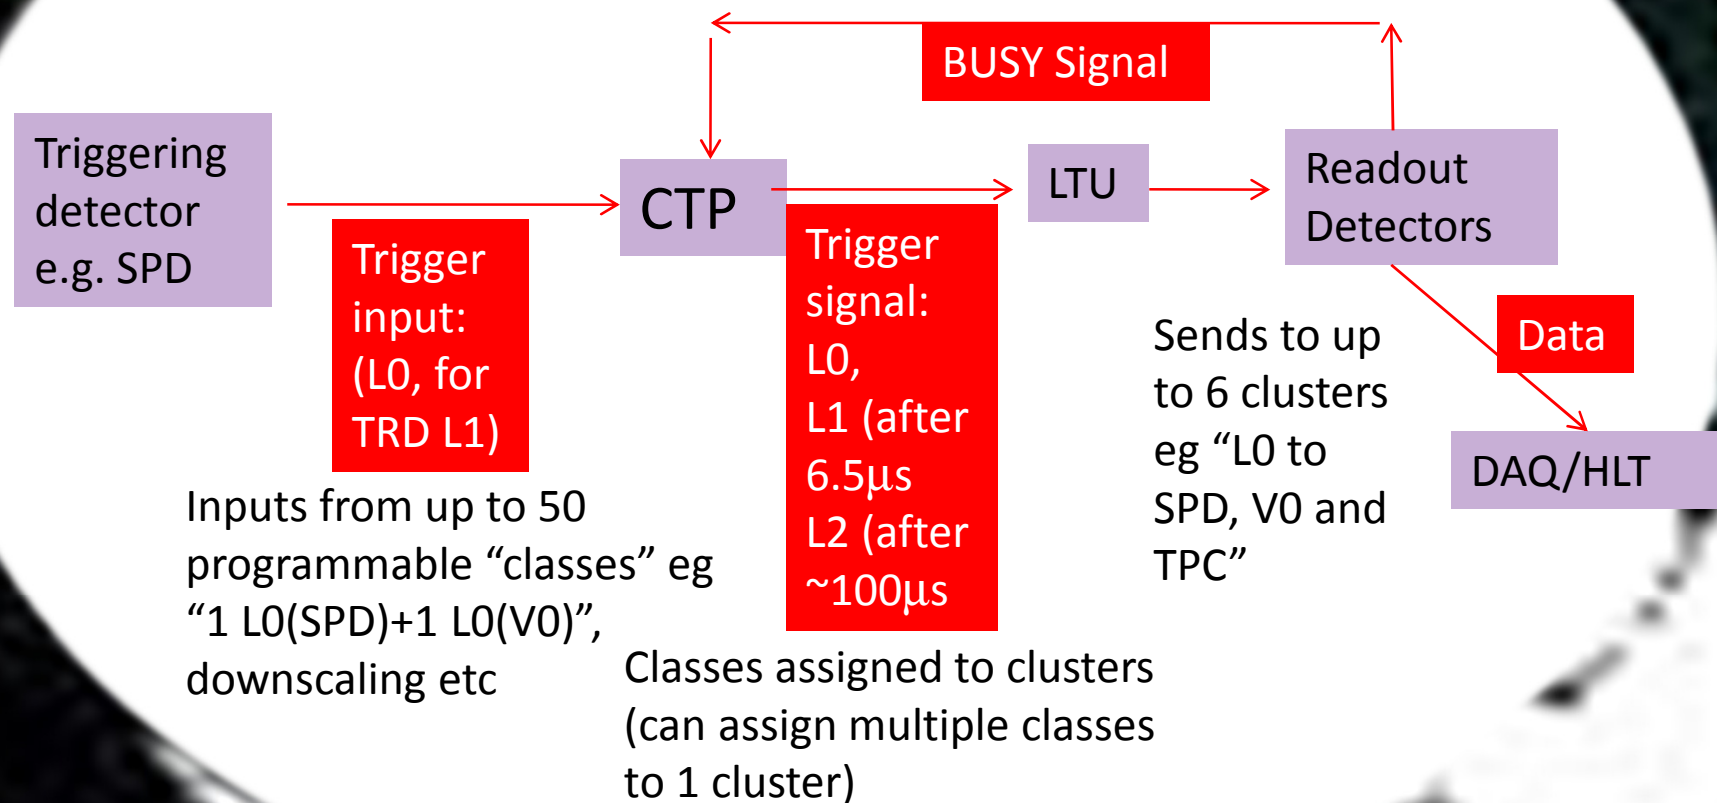 BUSY Signal
Triggering
detector
e.g. SPD
CTP
LTU
Readout
Detectors
Trigger
input:
(L0, for
TRD L1)
Trigger
signal:
L0,
L1 (after
6.5μs
L2 (after
~100μs
Sends to up
to 6 clusters
eg “L0 to
SPD, V0 and
TPC”
Data
DAQ/HLT
Inputs from up to 50
programmable “classes” eg
“1 L0(SPD)+1 L0(V0)”,
downscaling etc
Classes assigned to clusters
(can assign multiple classes
to 1 cluster)